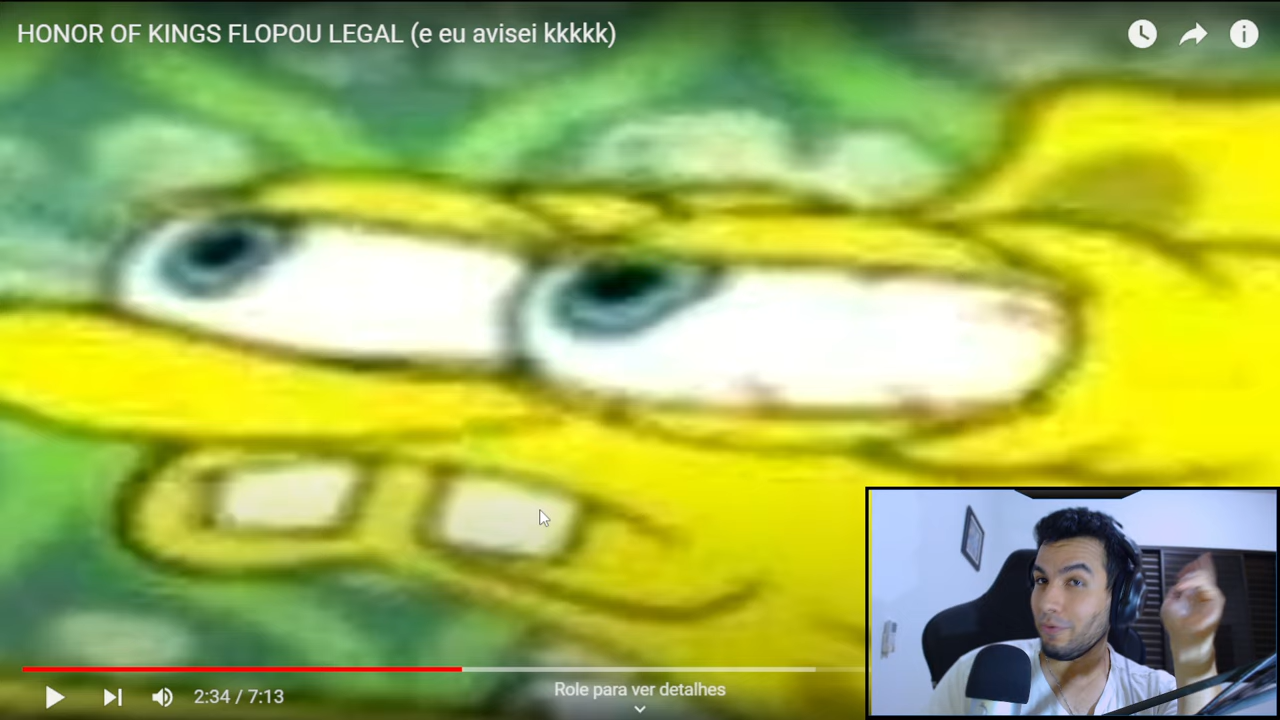 HONOR OF KINGS FLOPOU LEGAL (e eu avisei kkkkk)
2:34 / 7:13
Role para ver detalhes